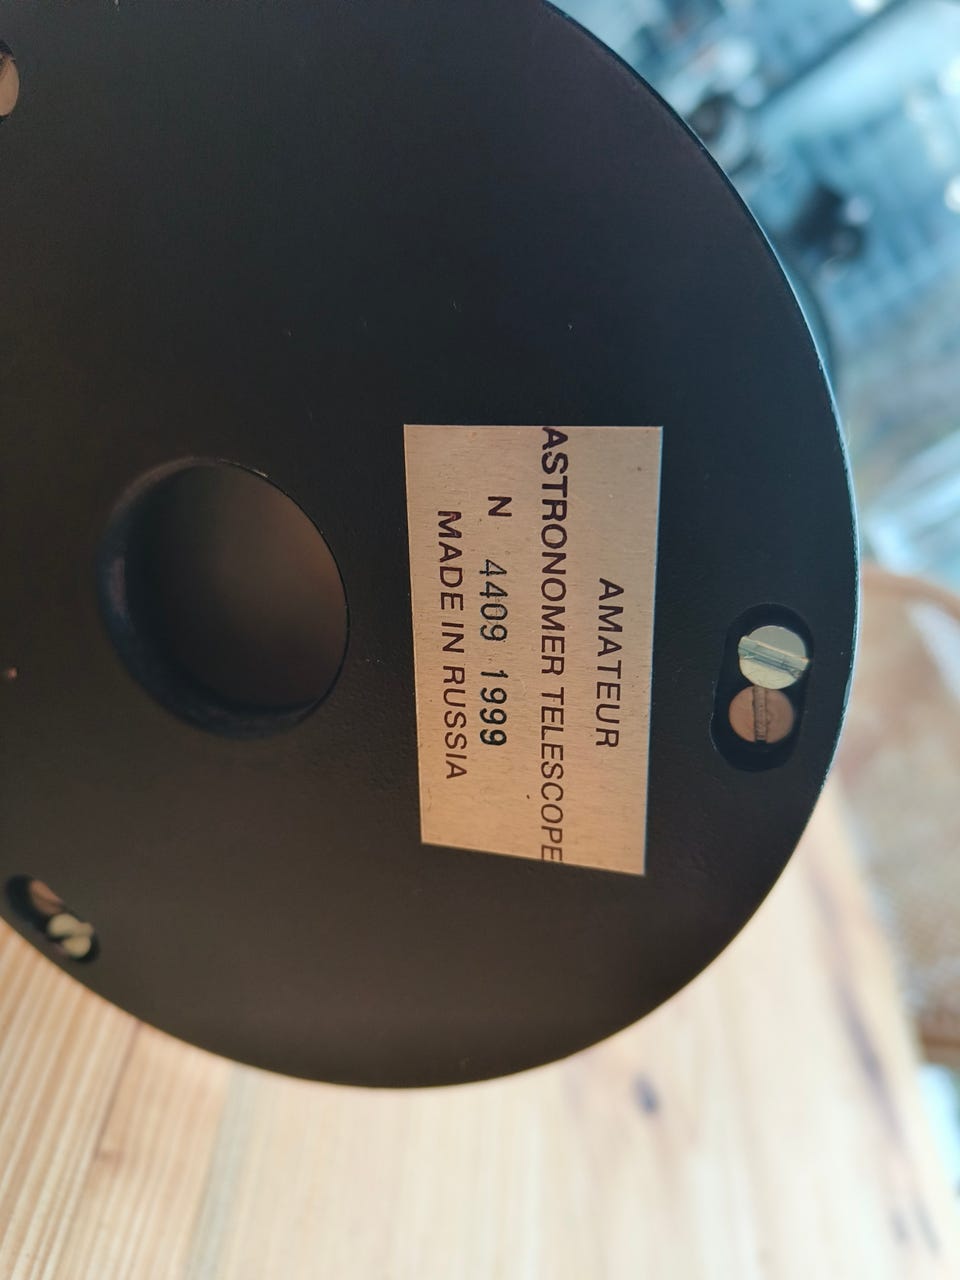 AMATEUR
ASTRONOMER TELESCOPE
N 4409 1999
MADE IN RUSSIA